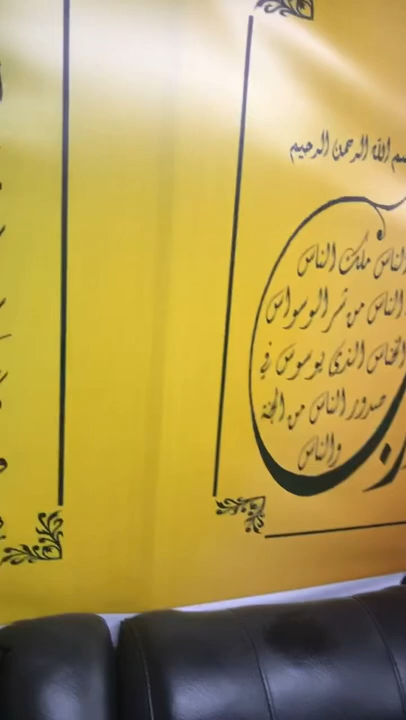 الله الرحمن الرحيم
الناس ملك الناس
الناس من شر الوسواس
الخناس الذي يوسوس في
صدور الناس من الجنة
والناس